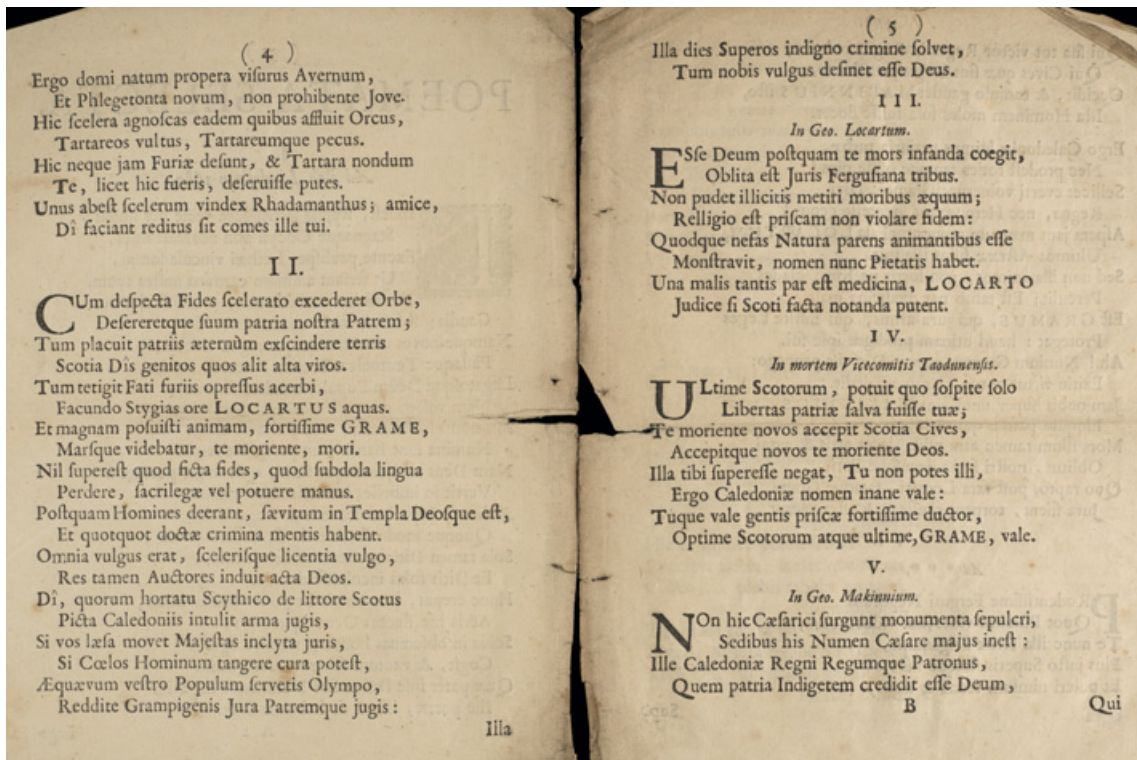 ( 4 )
Ergo domi natum propera viſurus Avernum,
Et Phlegetonta novum, non prohibente Jove.
Hic ſcelera agnoſcas eadem quibus affluit Orcus,
Tartareos vultus, Tartareumque pecus.
Hic neque jam Furiæ deſunt, & Tartara nondum
Te, licet hic fueris, deſeruiſſe putes.
Unus abeſt ſcelerum vindex Rhadamanthus; amice,
Dî faciant reditus ſit comes ille tui.
II.
CUm deſpecta Fides ſcelerato excederet Orbe,
Deſereretque ſuum patria noſtra Patrem;
Tum placuit patriis æternùm exſcindere terris
Scotia Dîs genitos quos alit alta viros.
Tum tetigit Fati furiis oppreſſus acerbi,
Facundo Stygias ore LOCARTUS aquas.
Et magnam poſuiſti animam, fortiſſime GRAME,
Marſque videbatur, te moriente, mori.
Nil ſupereſt quod ficta fides, quod ſubdola lingua
Perdere, ſacrilegæ vel potuere manus.
Poſtquam Homines deerant, ſævitum in Templa Deoſque eſt,
Et quotquot doctæ crimina mentis habent.
Omnia vulgus erat, ſceleriſque licentia vulgo,
Res tamen Auctores induit acta Deos.
Dî, quorum hortatu Scythico de littore Scotus
Picta Caledoniis intulit arma jugis,
Si vos læſa movet Majeſtas inclyta juris,
Si Cœlos Hominum tangere cura poteſt,
Æquævum veſtro Populum ſervetis Olympo,
Reddite Grampigenis Jura Patremque jugis:
Illa
( 5 )
Illa dies Superos indigno crimine ſolvet,
Tum nobis vulgus deſinet eſſe Deus.
III.
In Geo. Locartum.
ESſe Deum poſtquam te mors infanda coegit,
Oblita eſt Juris Ferguſiana tribus.
Non pudet illicitis metiri moribus æquum;
Relligio eſt priſcam non violare fidem:
Quodque nefas Natura parens animantibus eſſe
Monſtravit, nomen nunc Pietatis habet.
Una malis tantis par eſt medicina, LOCARTO
Judice ſi Scoti facta notanda putent.
IV.
In mortem Vicecomitis Taodunenſis.
ULtime Scotorum, potuit quo ſoſpite ſolo
Libertas patriæ ſalva fuiſſe tuæ;
Te moriente novos accepit Scotia Cives,
Accepitque novos te moriente Deos.
Illa tibi ſupereſſe negat, Tu non potes illi,
Ergo Caledoniæ nomen inane vale:
Tuque vale gentis priſcæ fortiſſime ductor,
Optime Scotorum atque ultime, GRAME, vale.
V.
In Geo. Makinnium.
NOn hic Cæſarici ſurgunt monumenta ſepulcri,
Sedibus his Numen Cæſare majus ineſt:
Ille Caledoniæ Regni Regumque Patronus,
Quem patria Indigetem credidit eſſe Deum,
B
Qui